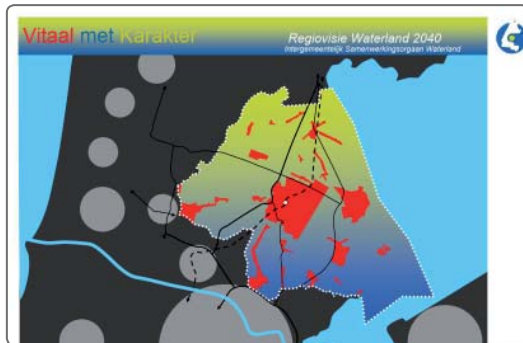 Vitaal met Karakter
Regiovisie Waterland 2040
Intergemeentelijk Samenwerkingsorgaan Waterland